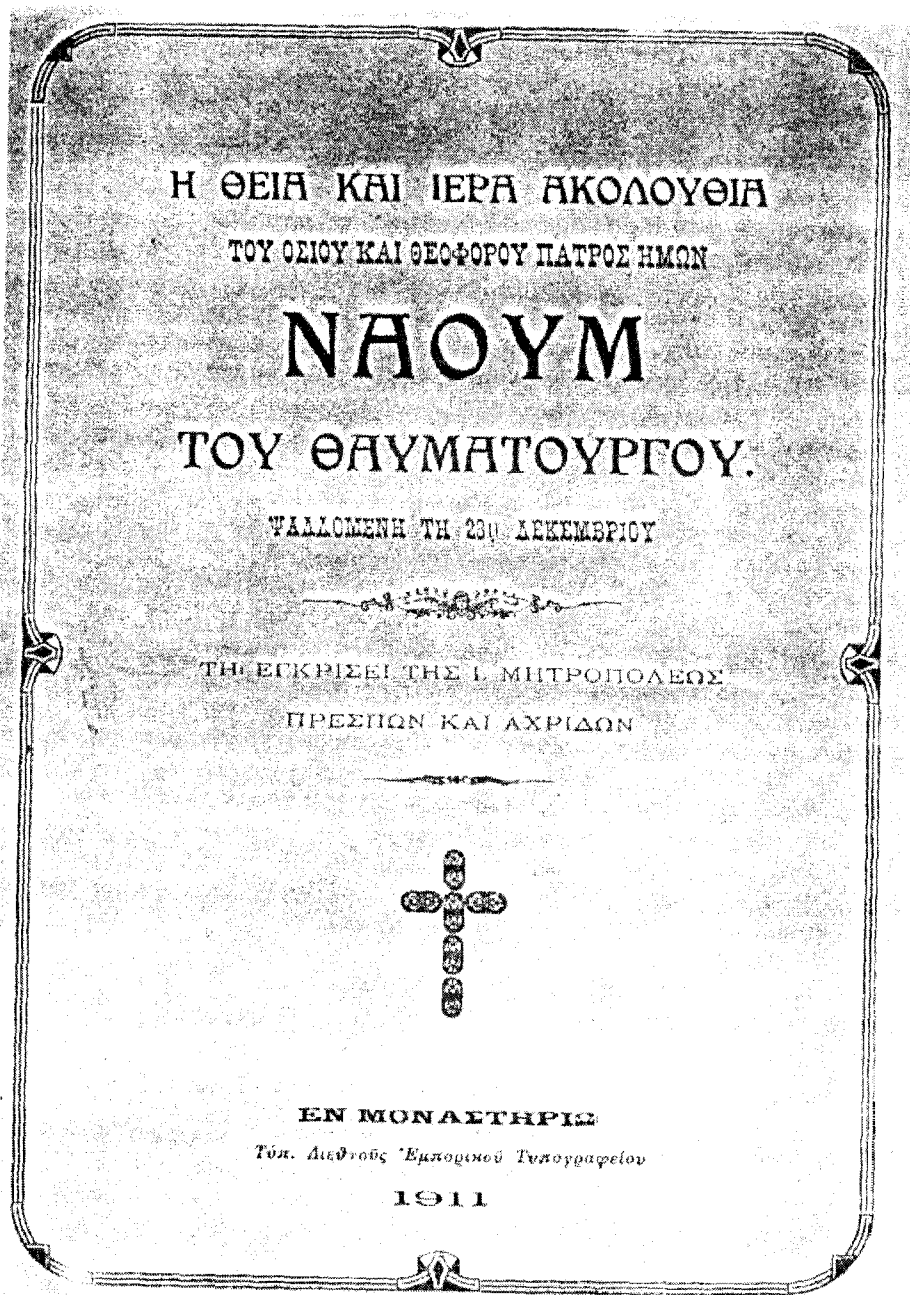 Η ΘΕΙΑ ΚΑΙ ΙΕΡΑ ΑΚΟΛΟΥΘΙΑ
ΤΟΥ ΟΣΙΟΥ ΚΑΙ ΘΕΟΦΟΡΟΥ ΠΑΤΡΟΣ ΗΜΩΝ
ΝΑΟΥΜ
ΤΟΥ ΘΑΥΜΑΤΟΥΡΓΟΥ.
ΨΑΛΛΟΜΕΝΗ ΤΗ 23η ΔΕΚΕΜΒΡΙΟΥ
ΤΗι ΕΓΚΡΙΣΕΙ ΤΗΣ Ι. ΜΗΤΡΟΠΟΛΕΩΣ
ΠΡΕΣΠΩΝ ΚΑΙ ΑΧΡΙΔΩΝ
ΕΝ ΜΟΝΑΣΤΗΡΙΩ
Τύπ. Διεθνοῦς Ἐμπορικοῦ Τυπογραφείου
1911